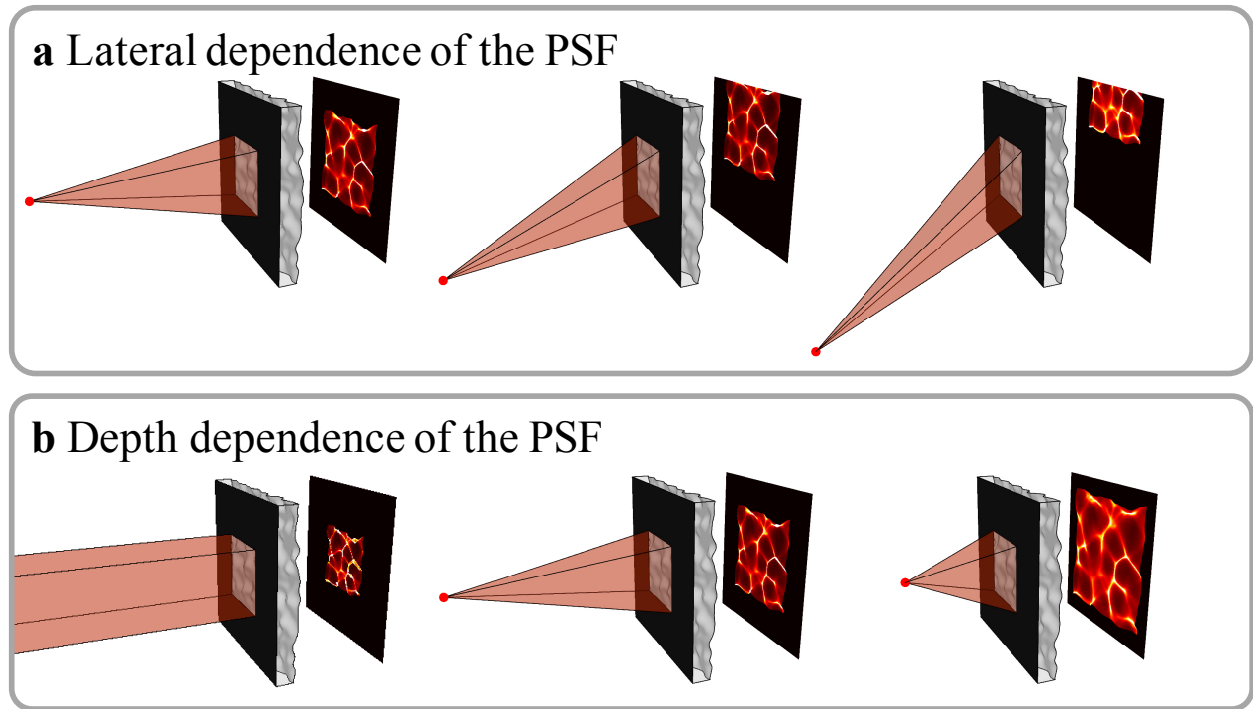 a Lateral dependence of the PSF
b Depth dependence of the PSF